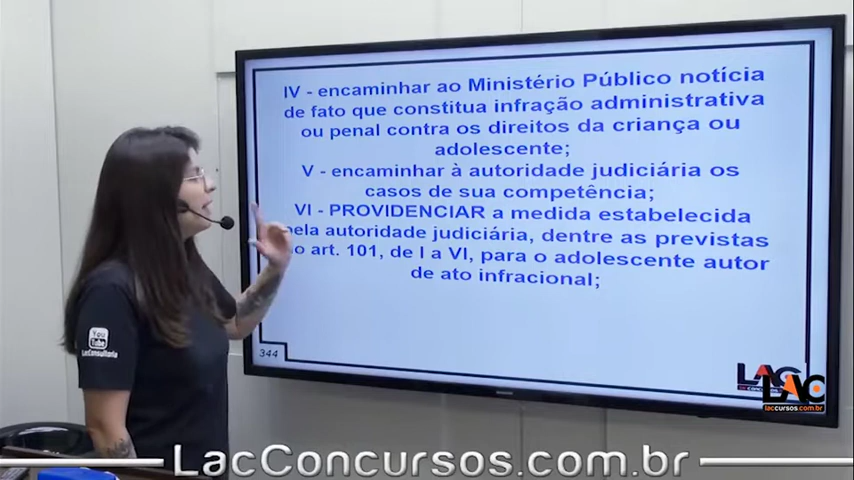 IV - encaminhar ao Ministério Público notícia
de fato que constitua infração administrativa
ou penal contra os direitos da criança ou
adolescente;
V - encaminhar à autoridade judiciária os
casos de sua competência;
VI - PROVIDENCIAR a medida estabelecida
pela autoridade judiciária, dentre as previstas
o art. 101, de I a VI, para o adolescente autor
de ato infracional;
344
LAC
LAC
laccursos.com.br
You
Tube
LacConsultoria
LacConcursos.com.br